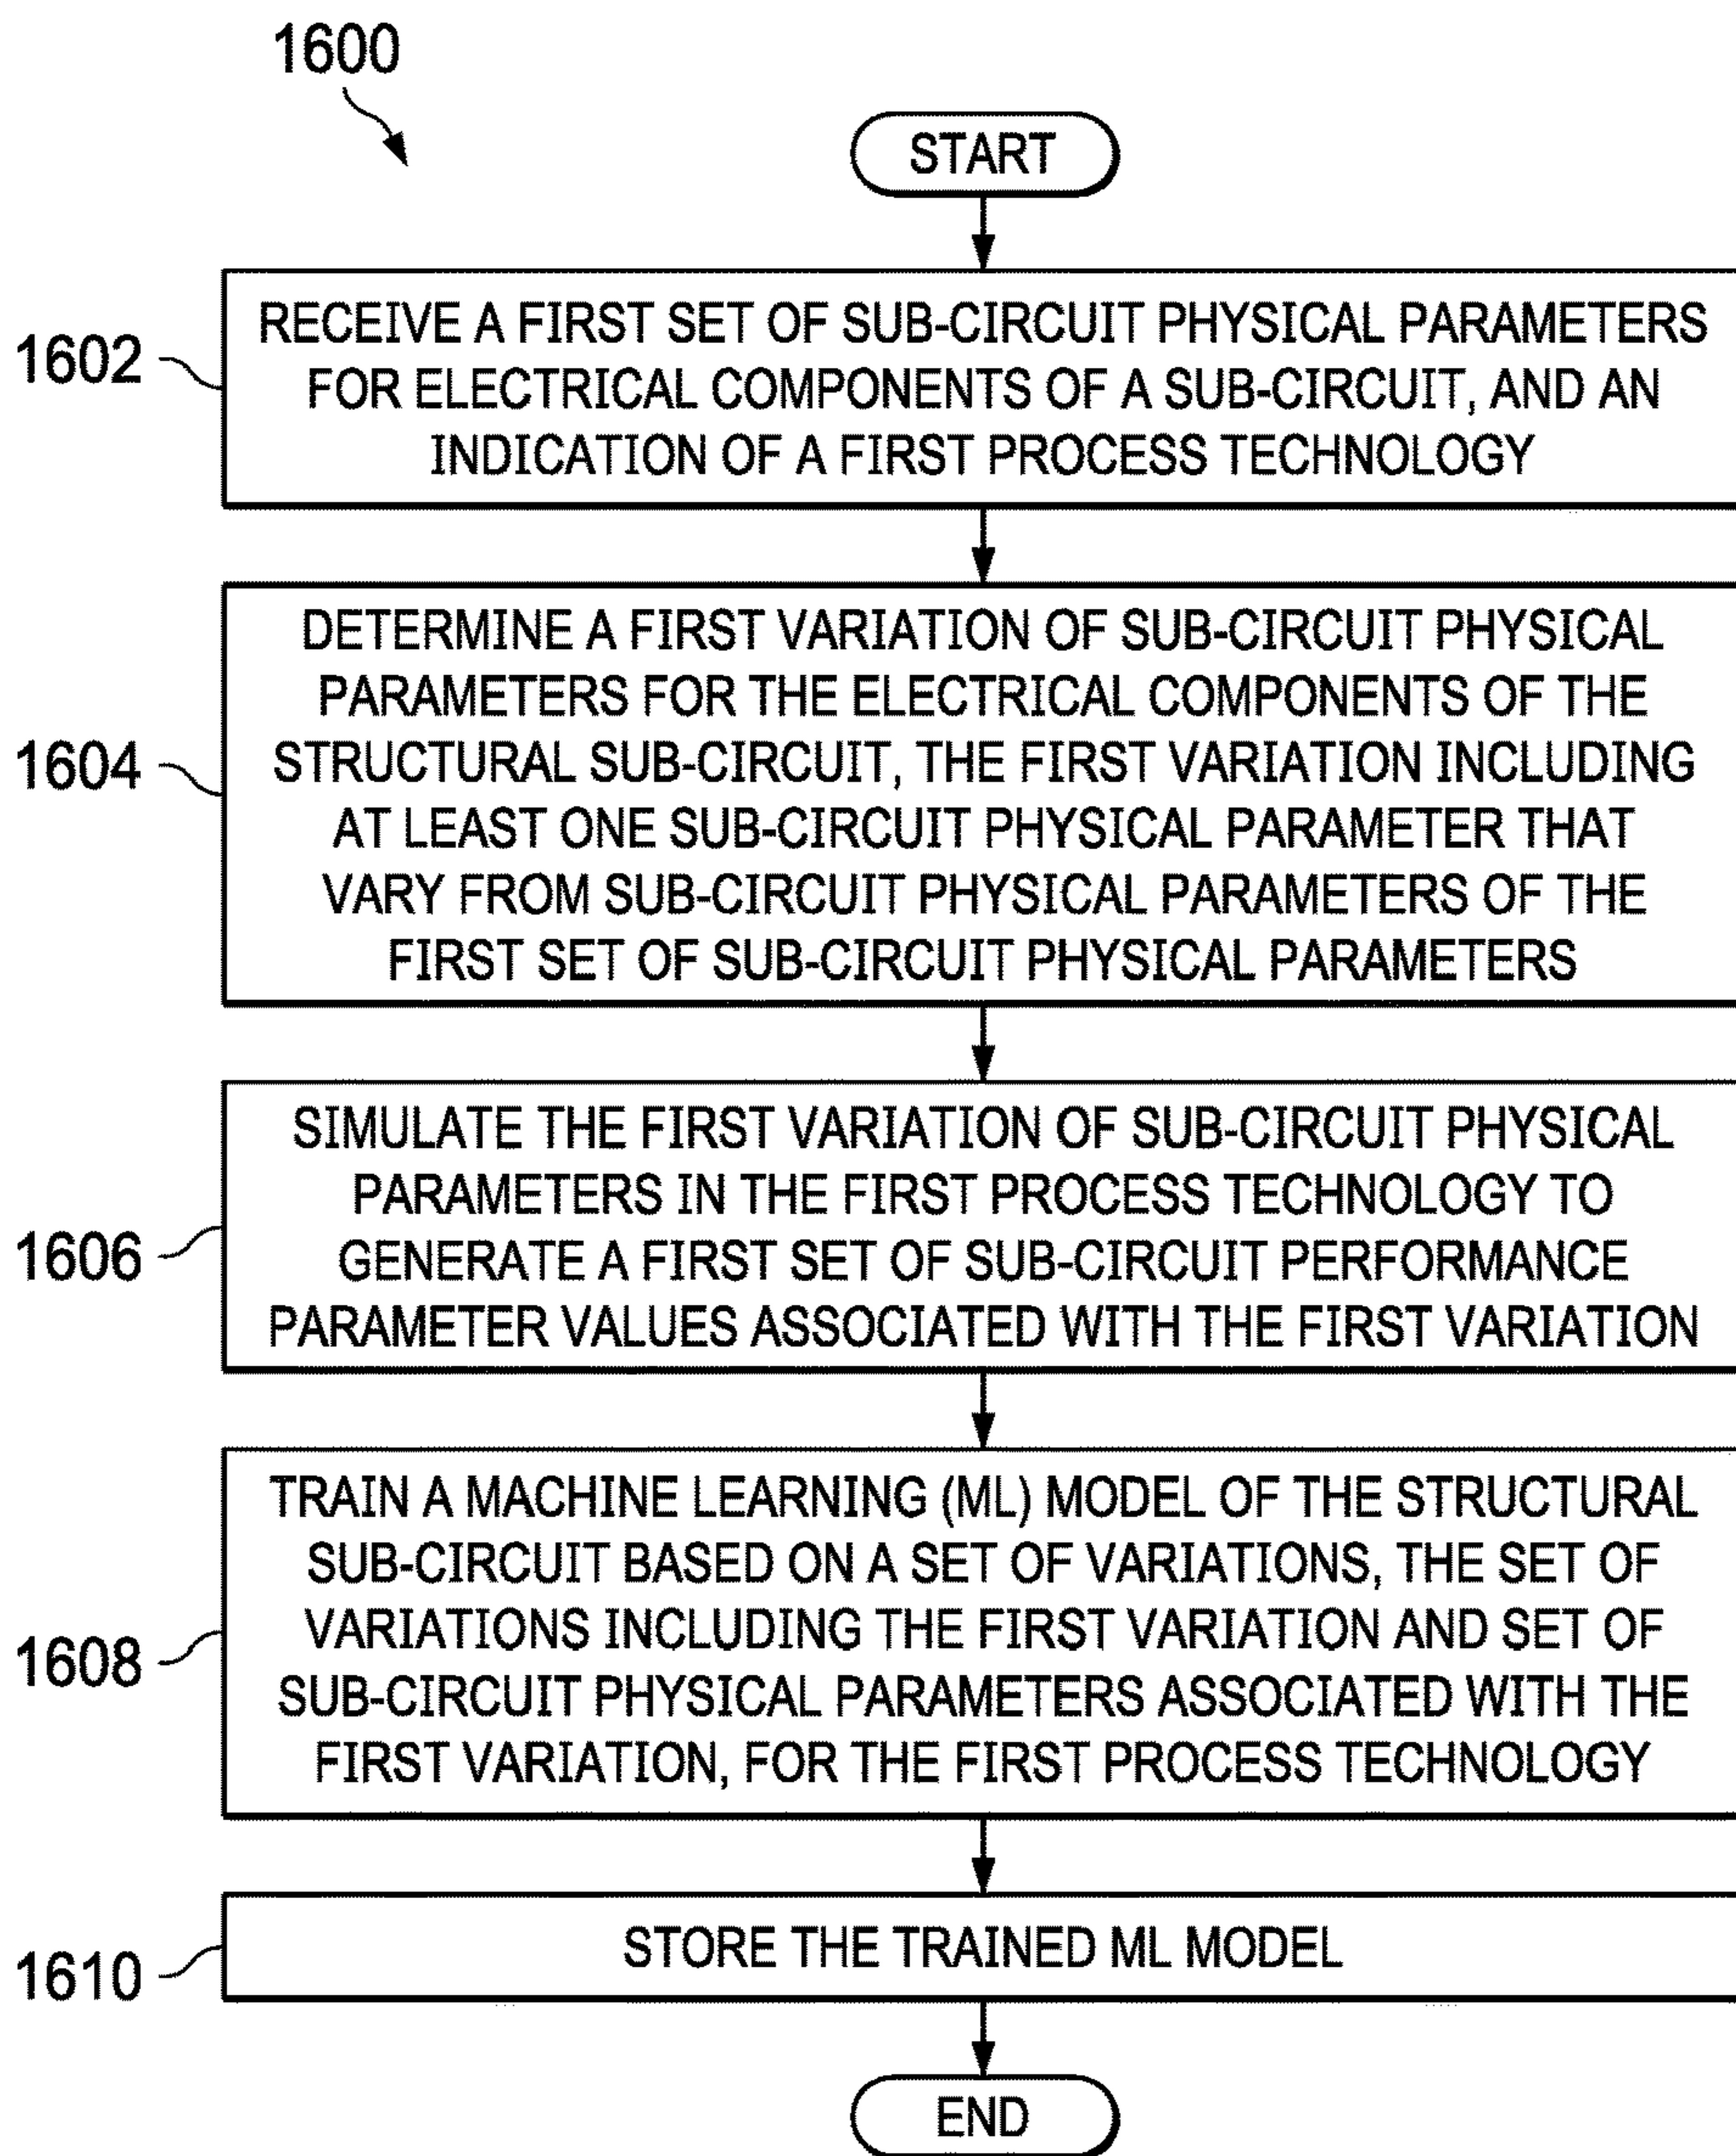 1600
START
1602
RECEIVE A FIRST SET OF SUB-CIRCUIT PHYSICAL PARAMETERS
FOR ELECTRICAL COMPONENTS OF A SUB-CIRCUIT, AND AN
INDICATION OF A FIRST PROCESS TECHNOLOGY
1604
DETERMINE A FIRST VARIATION OF SUB-CIRCUIT PHYSICAL
PARAMETERS FOR THE ELECTRICAL COMPONENTS OF THE
STRUCTURAL SUB-CIRCUIT, THE FIRST VARIATION INCLUDING
AT LEAST ONE SUB-CIRCUIT PHYSICAL PARAMETER THAT
VARY FROM SUB-CIRCUIT PHYSICAL PARAMETERS OF THE
FIRST SET OF SUB-CIRCUIT PHYSICAL PARAMETERS
1606
SIMULATE THE FIRST VARIATION OF SUB-CIRCUIT PHYSICAL
PARAMETERS IN THE FIRST PROCESS TECHNOLOGY TO
GENERATE A FIRST SET OF SUB-CIRCUIT PERFORMANCE
PARAMETER VALUES ASSOCIATED WITH THE FIRST VARIATION
1608
TRAIN A MACHINE LEARNING (ML) MODEL OF THE STRUCTURAL
SUB-CIRCUIT BASED ON A SET OF VARIATIONS, THE SET OF
VARIATIONS INCLUDING THE FIRST VARIATION AND SET OF
SUB-CIRCUIT PHYSICAL PARAMETERS ASSOCIATED WITH THE
FIRST VARIATION, FOR THE FIRST PROCESS TECHNOLOGY
1610
STORE THE TRAINED ML MODEL
END